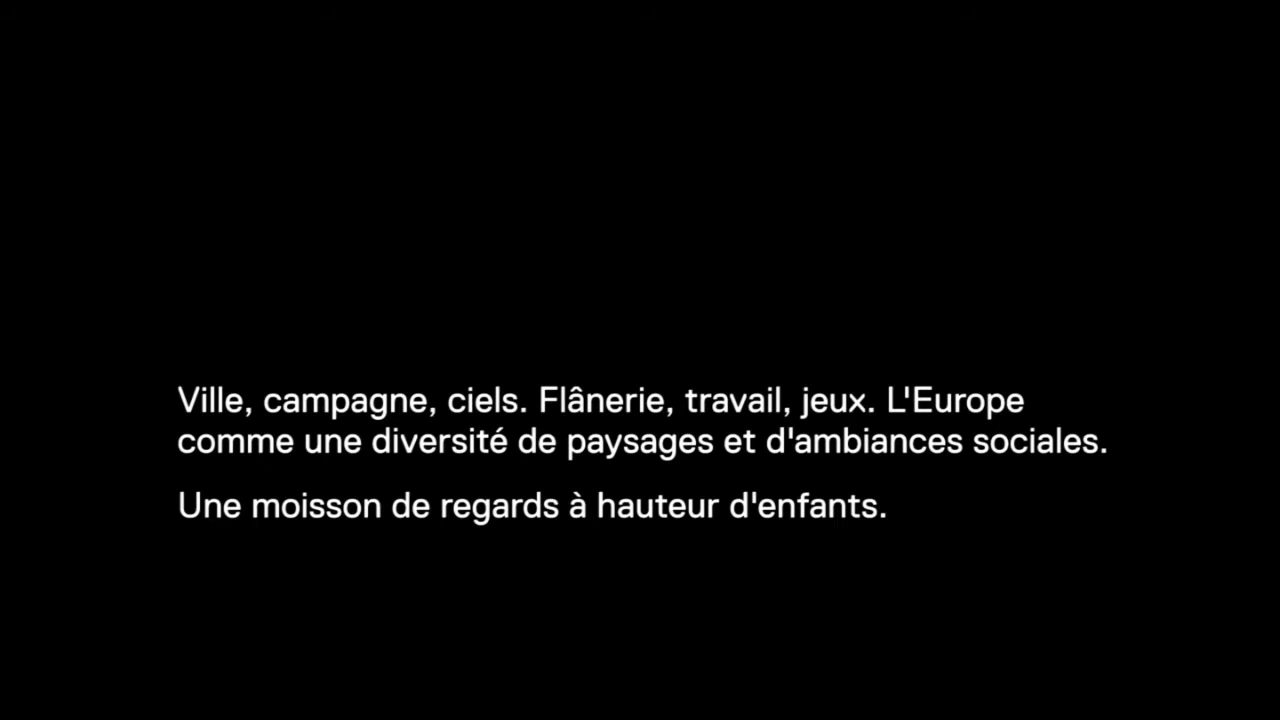 Ville, campagne, ciels. Flânerie, travail, jeux. L'Europe
comme une diversité de paysages et d'ambiances sociales.
Une moisson de regards à hauteur d'enfants.